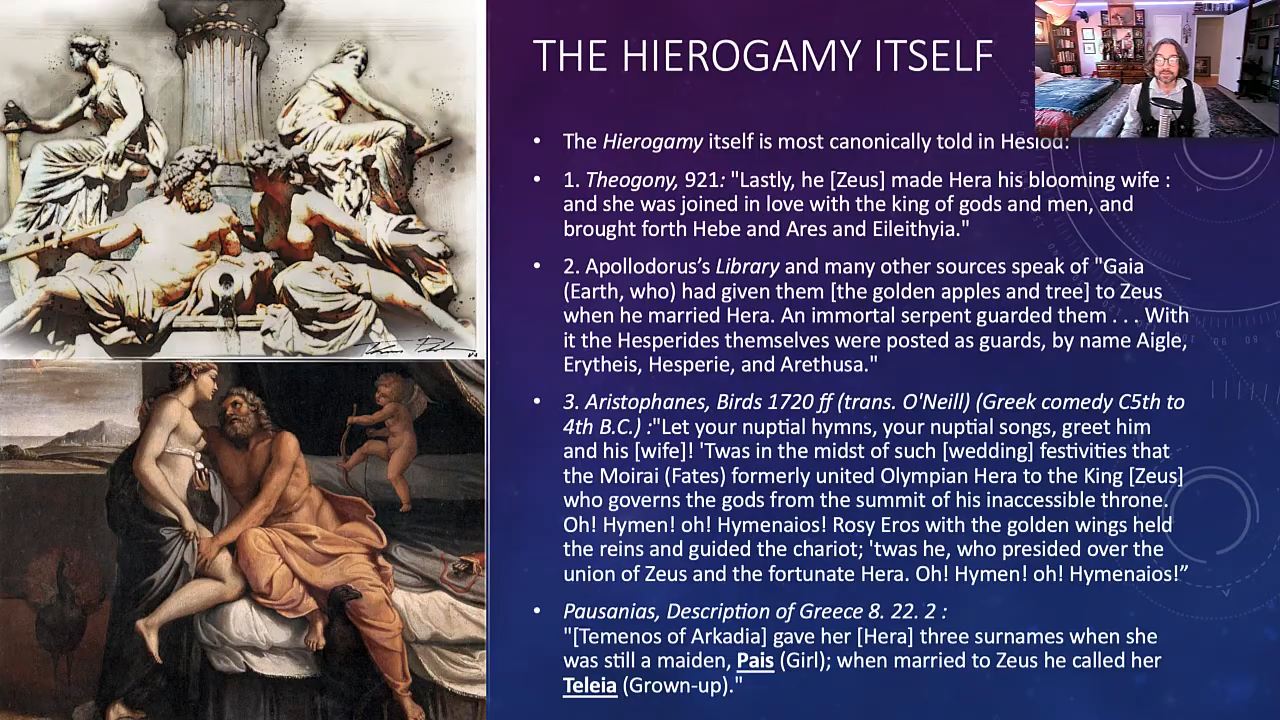 THE HIEROGAMY ITSELF
• The Hierogamy itself is most canonically told in Hesiod:
• 1. Theogony, 921: "Lastly, he [Zeus] made Hera his blooming wife :
and she was joined in love with the king of gods and men, and
brought forth Hebe and Ares and Eileithyia."
• 2. Apollodorus’s Library and many other sources speak of "Gaia
(Earth, who) had given them [the golden apples and tree] to Zeus
when he married Hera. An immortal serpent guarded them . . . With
it the Hesperides themselves were posted as guards, by name Aigle,
Erytheis, Hesperie, and Arethusa."
• 3. Aristophanes, Birds 1720 ff (trans. O'Neill) (Greek comedy C5th to
4th B.C.) :"Let your nuptial hymns, your nuptial songs, greet him
and his [wife]! 'Twas in the midst of such [wedding] festivities that
the Moirai (Fates) formerly united Olympian Hera to the King [Zeus]
who governs the gods from the summit of his inaccessible throne.
Oh! Hymen! oh! Hymenaios! Rosy Eros with the golden wings held
the reins and guided the chariot; 'twas he, who presided over the
union of Zeus and the fortunate Hera. Oh! Hymen! oh! Hymenaios!”
• Pausanias, Description of Greece 8. 22. 2 :
"[Temenos of Arkadia] gave her [Hera] three surnames when she
was still a maiden, Pais (Girl); when married to Zeus he called her
Teleia (Grown-up)."